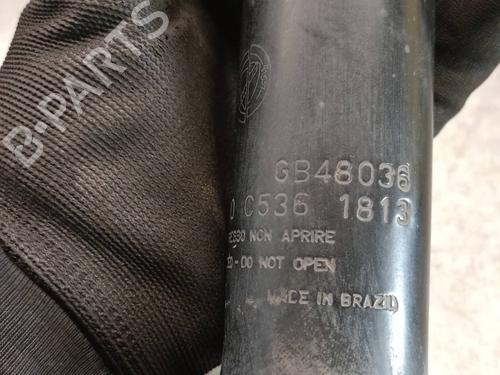 B-PARTS
GB48036
0 C536 1813
NON APRIRE
-DO NOT OPEN
MADE IN BRAZIL